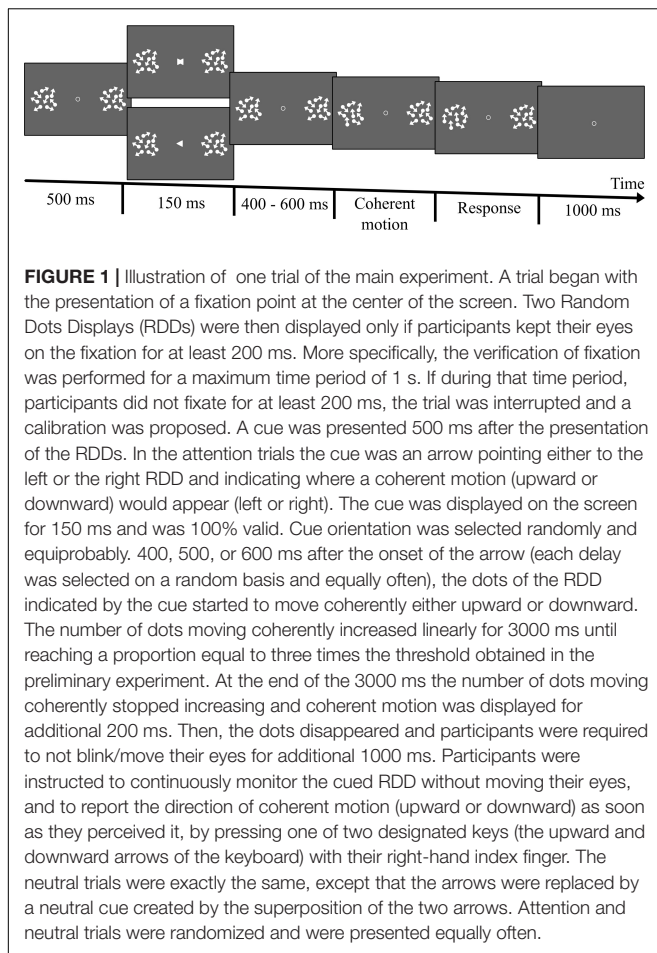 Time
500 ms
150 ms
400 - 600 ms
Coherent
motion
Response
1000 ms
FIGURE 1 | Illustration of one trial of the main experiment. A trial began with
the presentation of a fixation point at the center of the screen. Two Random
Dots Displays (RDDs) were then displayed only if participants kept their eyes
on the fixation for at least 200 ms. More specifically, the verification of fixation
was performed for a maximum time period of 1 s. If during that time period,
participants did not fixate for at least 200 ms, the trial was interrupted and a
calibration was proposed. A cue was presented 500 ms after the presentation
of the RDDs. In the attention trials the cue was an arrow pointing either to the
left or the right RDD and indicating where a coherent motion (upward or
downward) would appear (left or right). The cue was displayed on the screen
for 150 ms and was 100% valid. Cue orientation was selected randomly and
equiprobably. 400, 500, or 600 ms after the onset of the arrow (each delay
was selected on a random basis and equally often), the dots of the RDD
indicated by the cue started to move coherently either upward or downward.
The number of dots moving coherently increased linearly for 3000 ms until
reaching a proportion equal to three times the threshold obtained in the
preliminary experiment. At the end of the 3000 ms the number of dots moving
coherently stopped increasing and coherent motion was displayed for
additional 200 ms. Then, the dots disappeared and participants were required
to not blink/move their eyes for additional 1000 ms. Participants were
instructed to continuously monitor the cued RDD without moving their eyes,
and to report the direction of coherent motion (upward or downward) as soon
as they perceived it, by pressing one of two designated keys (the upward and
downward arrows of the keyboard) with their right-hand index finger. The
neutral trials were exactly the same, except that the arrows were replaced by
a neutral cue created by the superposition of the two arrows. Attention and
neutral trials were randomized and were presented equally often.